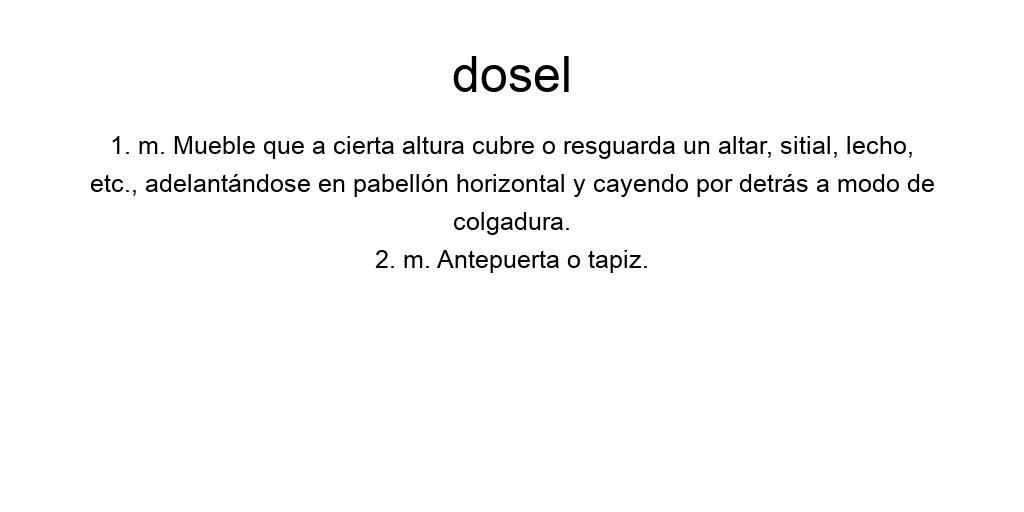 dosel
1. m. Mueble que a cierta altura cubre o resguarda un altar, sitial, lecho,
etc., adelantándose en pabellón horizontal y cayendo por detrás a modo de
colgadura.
2. m. Antepuerta o tapiz.